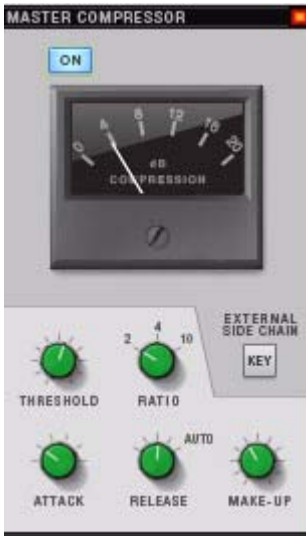 MASTER COMPRESSOR
ON
0 4 8 12 16 20
dB
COMPRESSION
EXTERNAL
SIDE CHAIN
KEY
2 4 10
THRESHOLD RATIO
AUTO
ATTACK RELEASE MAKE-UP